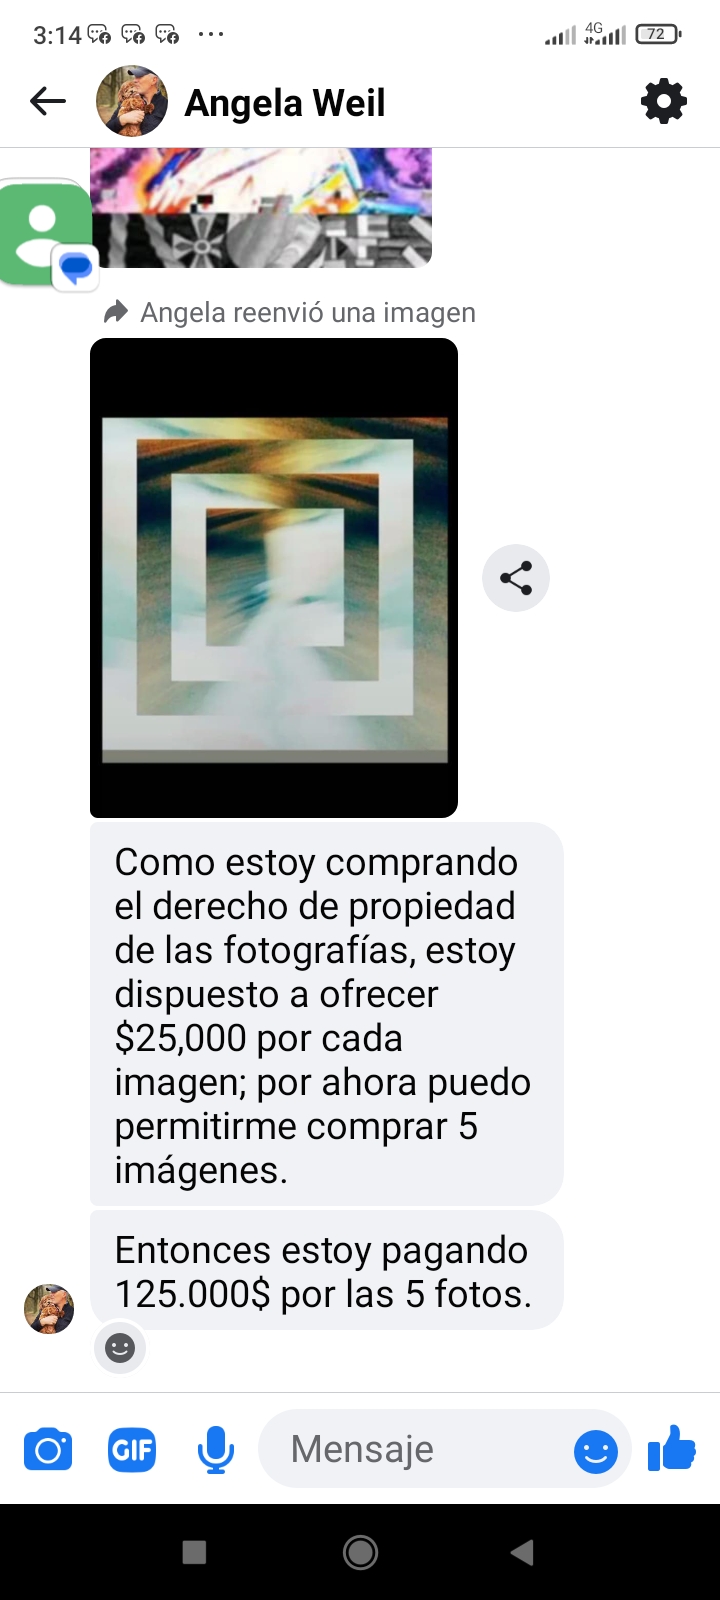 3:14
4G
72
Angela Weil
Angela reenvió una imagen
Como estoy comprando
el derecho de propiedad
de las fotografías, estoy
dispuesto a ofrecer
$25,000 por cada
imagen; por ahora puedo
permitirme comprar 5
imágenes.
Entonces estoy pagando
125.000$ por las 5 fotos.
GIF
Mensaje